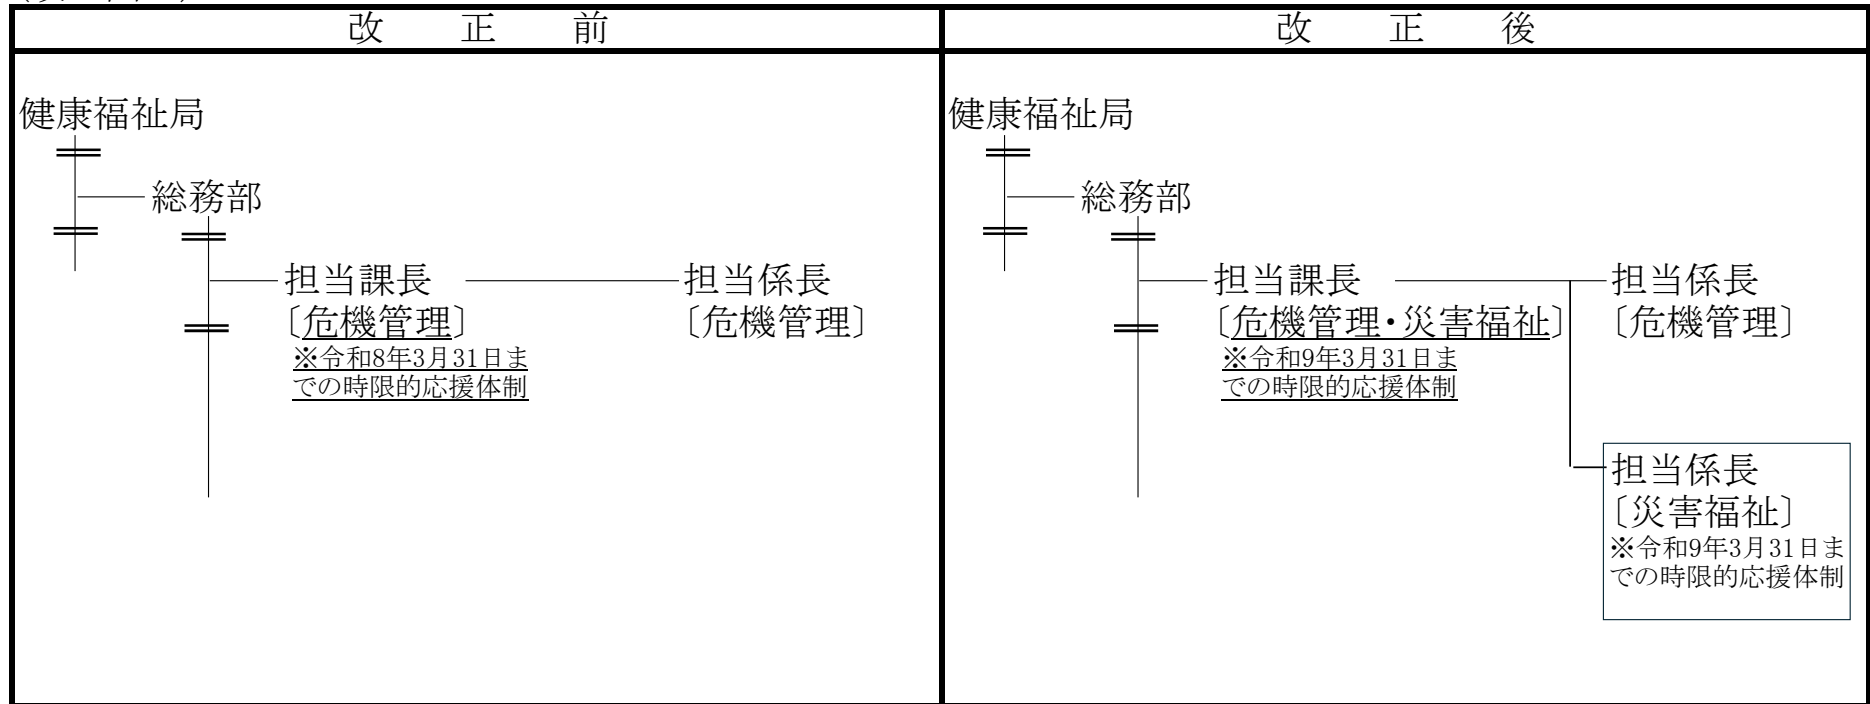 改正前
健康福祉局
総務部
担当課長
〔危機管理〕
※令和8年3月31日ま
での時限的応援体制
担当係長
〔危機管理〕
改正後
健康福祉局
総務部
担当課長
〔危機管理・災害福祉〕
※令和9年3月31日ま
での時限的応援体制
担当係長
〔危機管理〕
担当係長
〔災害福祉〕
※令和9年3月31日ま
での時限的応援体制